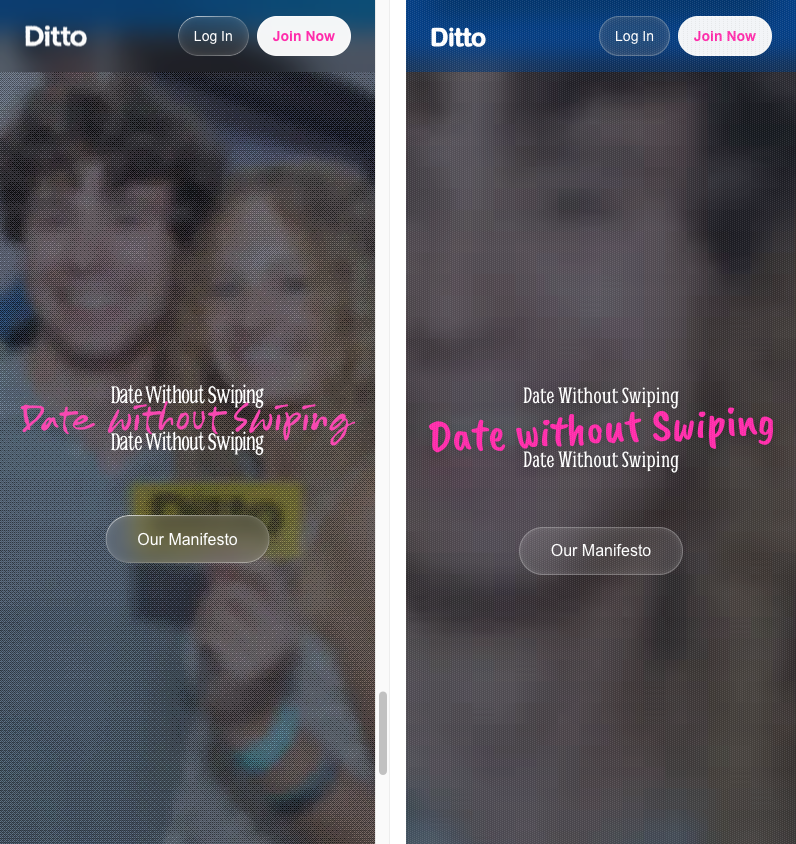 Ditto
Log In
Join Now
Date Without Swiping
Date without Swiping
Date Without Swiping
Ditto
Our Manifesto
Ditto
Log In
Join Now
Date Without Swiping
Date without Swiping
Date Without Swiping
Our Manifesto